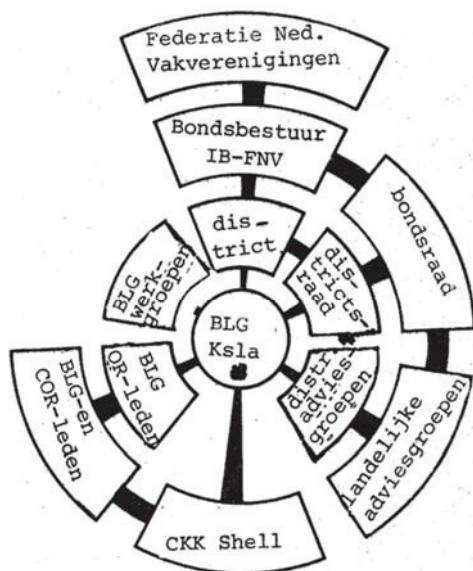 Federatie Ned.
Vakverenigingen
Bondsbestuur
IB-FNV
bondsraad
dis-
trict
dis-
tricts-
raad
BLG
werk-
groepen
BLG
Ksla
BLG
OR-leden
distr.
advies-
groepen
BLG-en
COR-leden
landelijke
adviesgroepen
CKK Shell